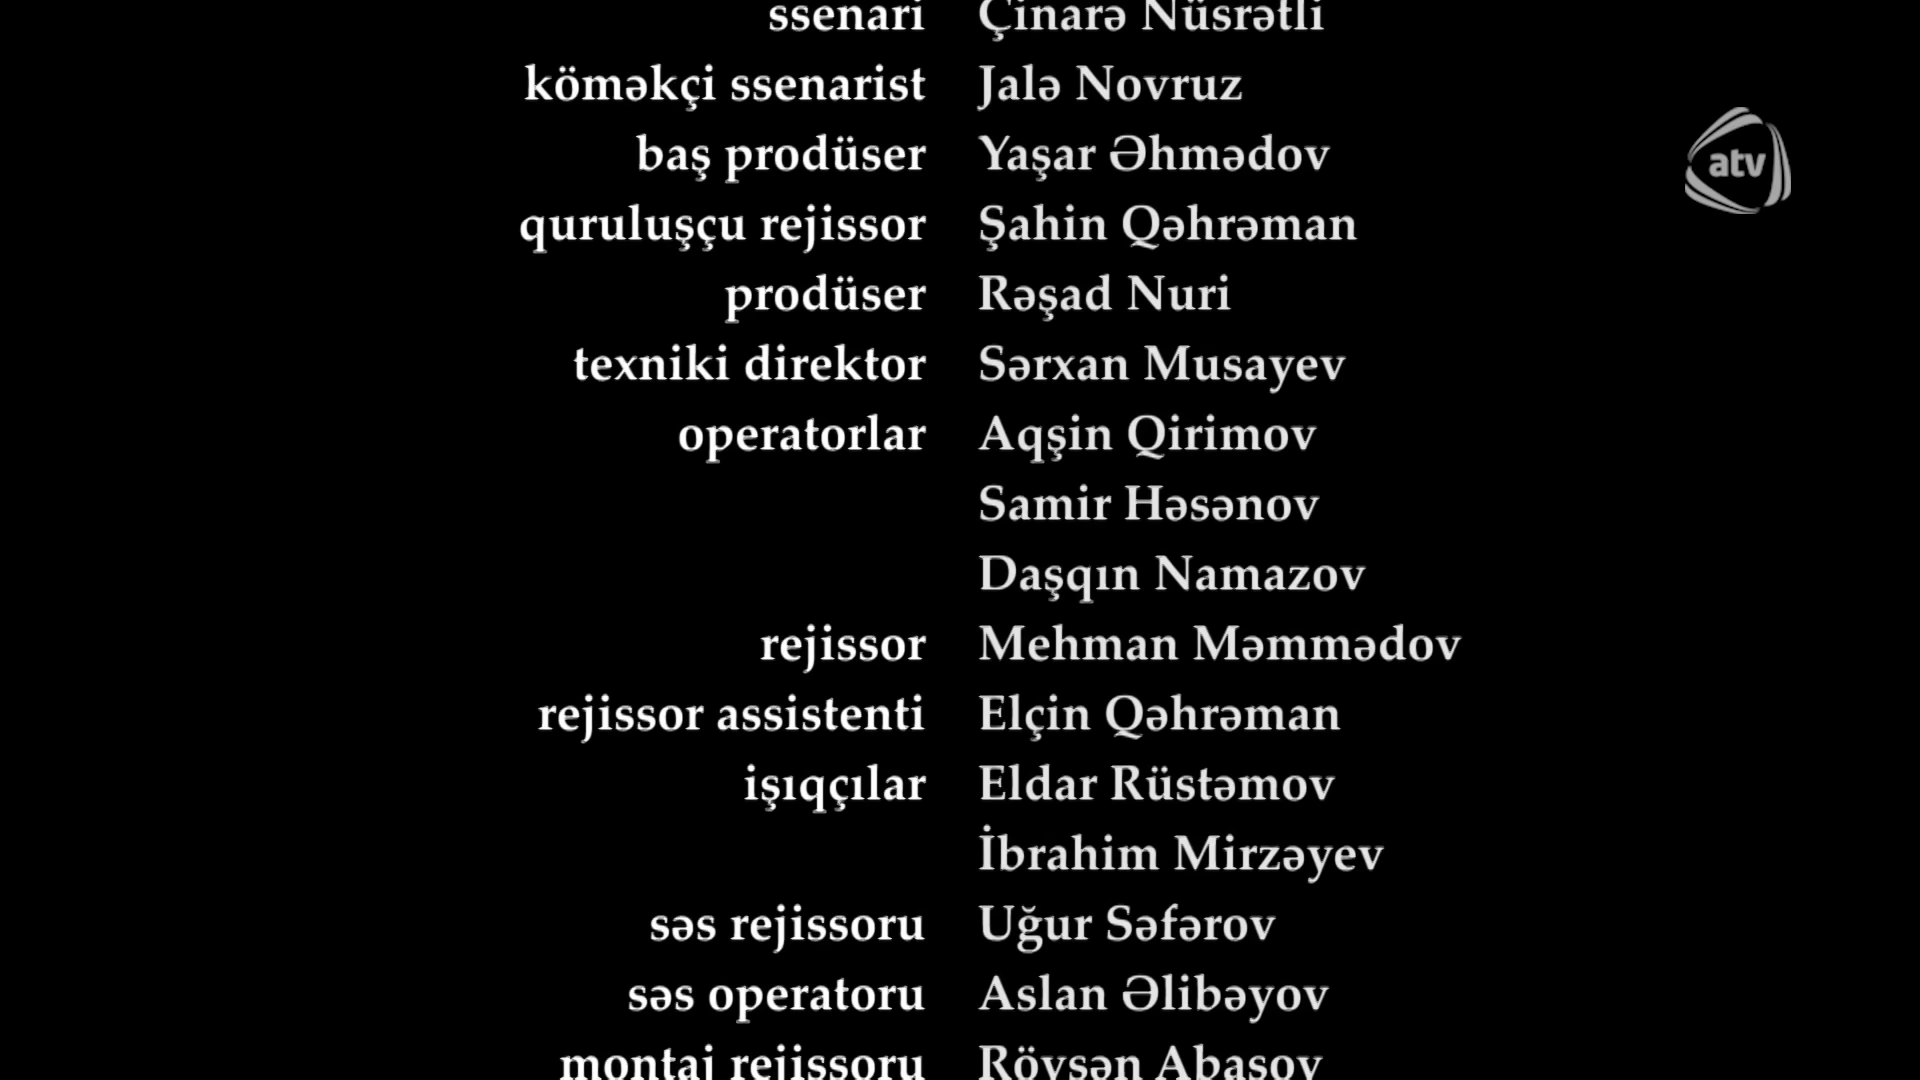 ssenari Çinarə Nüsrətli
köməkçi ssenarist Jalə Novruz
baş prodüser Yaşar Əhmədov
atv
quruluşçu rejissor Şahin Qəhrəman
prodüser Rəşad Nuri
texniki direktor Sərxan Musayev
operatorlar Aqşin Qirimov
Samir Həsənov
Daşqın Namazov
rejissor Mehman Məmmədov
rejissor assistenti Elçin Qəhrəman
işıqçılar Eldar Rüstəmov
İbrahim Mirzəyev
səs rejissoru Uğur Səfərov
səs operatoru Aslan Əlibəyov
montaj rejissoru Rövşən Abasov